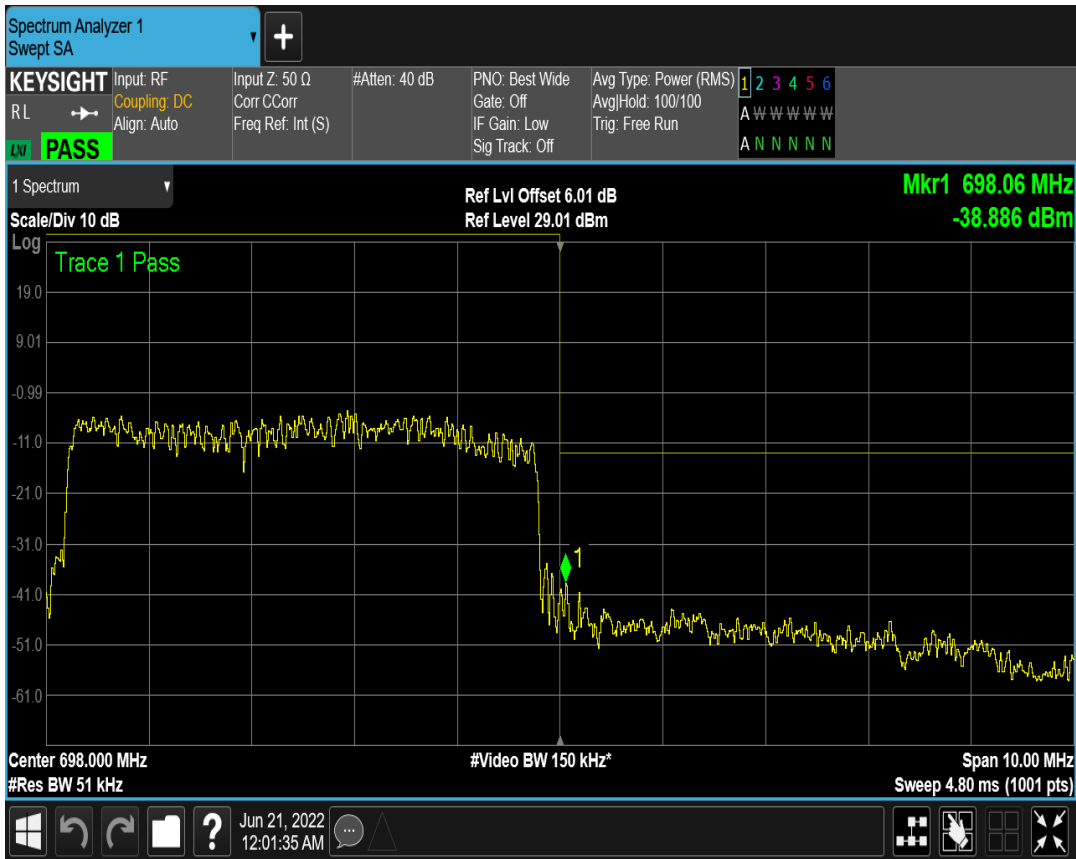 Spectrum Analyzer 1
Swept SA
KEYSIGHT
R L
LXI
PASS
Input: RF
Coupling: DC
Align: Auto
Input Z: 50 Ω
Corr CCorr
Freq Ref: Int (S)
#Atten: 40 dB
PNO: Best Wide
Gate: Off
IF Gain: Low
Sig Track: Off
Avg Type: Power (RMS)
Avg|Hold: 100/100
Trig: Free Run
1 2 3 4 5 6
A W W W W W
A N N N N N
1 Spectrum
Scale/Div 10 dB
Ref Lvl Offset 6.01 dB
Ref Level 29.01 dBm
Mkr1 698.06 MHz
-38.886 dBm
Log
Trace 1 Pass
19.0
9.01
-0.99
-11.0
-21.0
-31.0
-41.0
-51.0
-61.0
1
Center 698.000 MHz
#Res BW 51 kHz
#Video BW 150 kHz*
Span 10.00 MHz
Sweep 4.80 ms (1001 pts)
?
Jun 21, 2022
12:01:35 AM